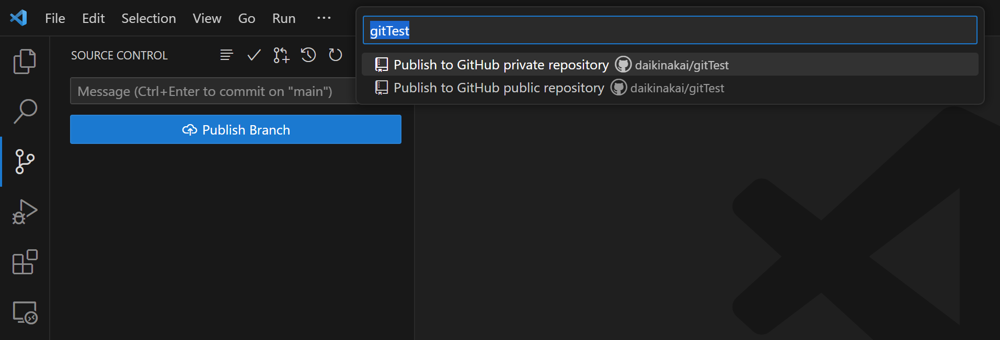 File Edit Selection View Go Run ···
gitTest
Publish to GitHub private repository daikinakai/gitTest
Publish to GitHub public repository daikinakai/gitTest
SOURCE CONTROL
Message (Ctrl+Enter to commit on "main")
Publish Branch